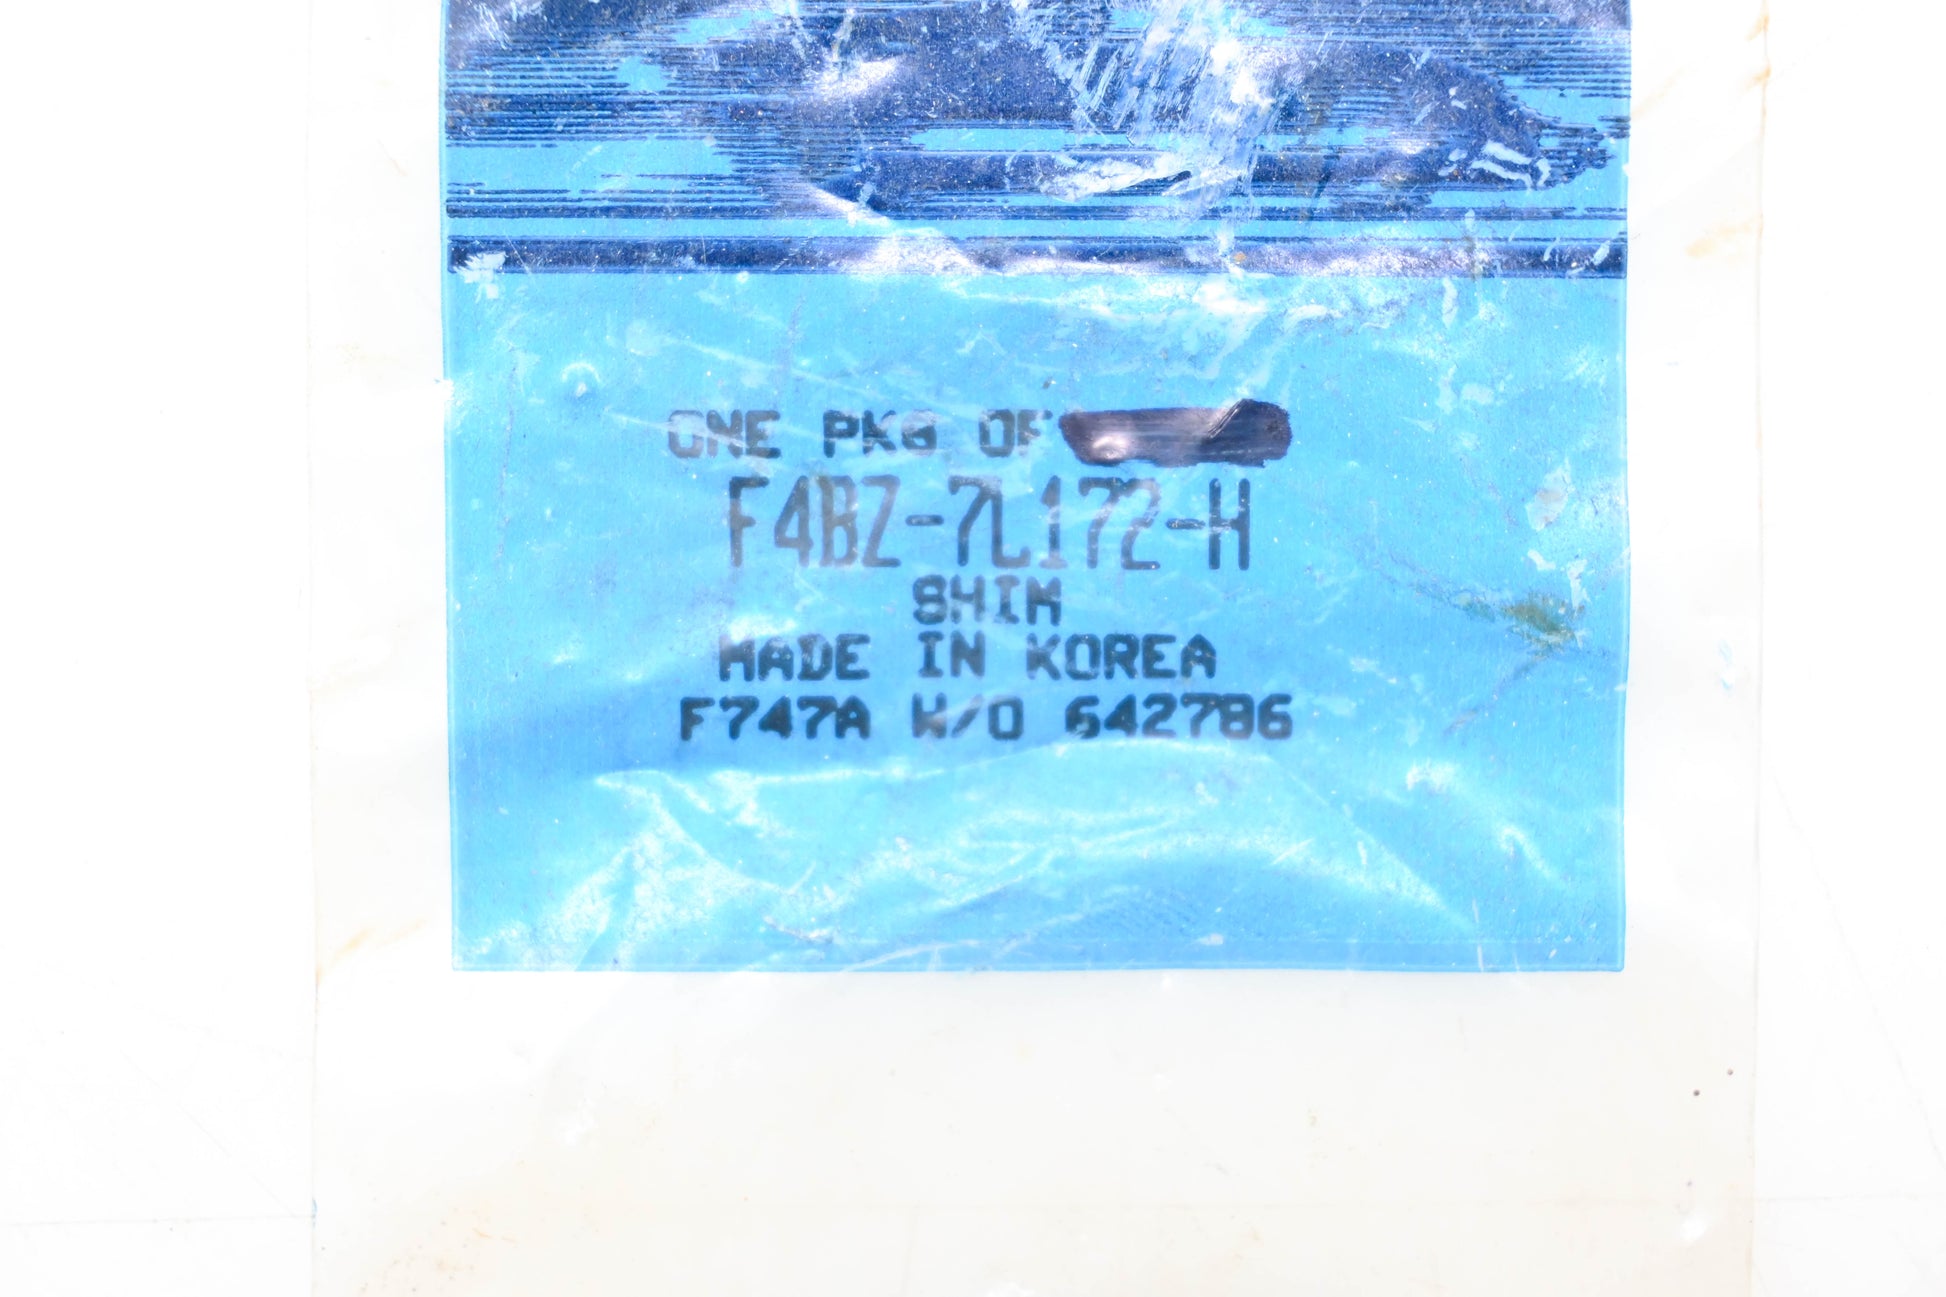 ONE PKG OF
F4BZ-7L172-H
SHIM
MADE IN KOREA
F747A W/O 642786